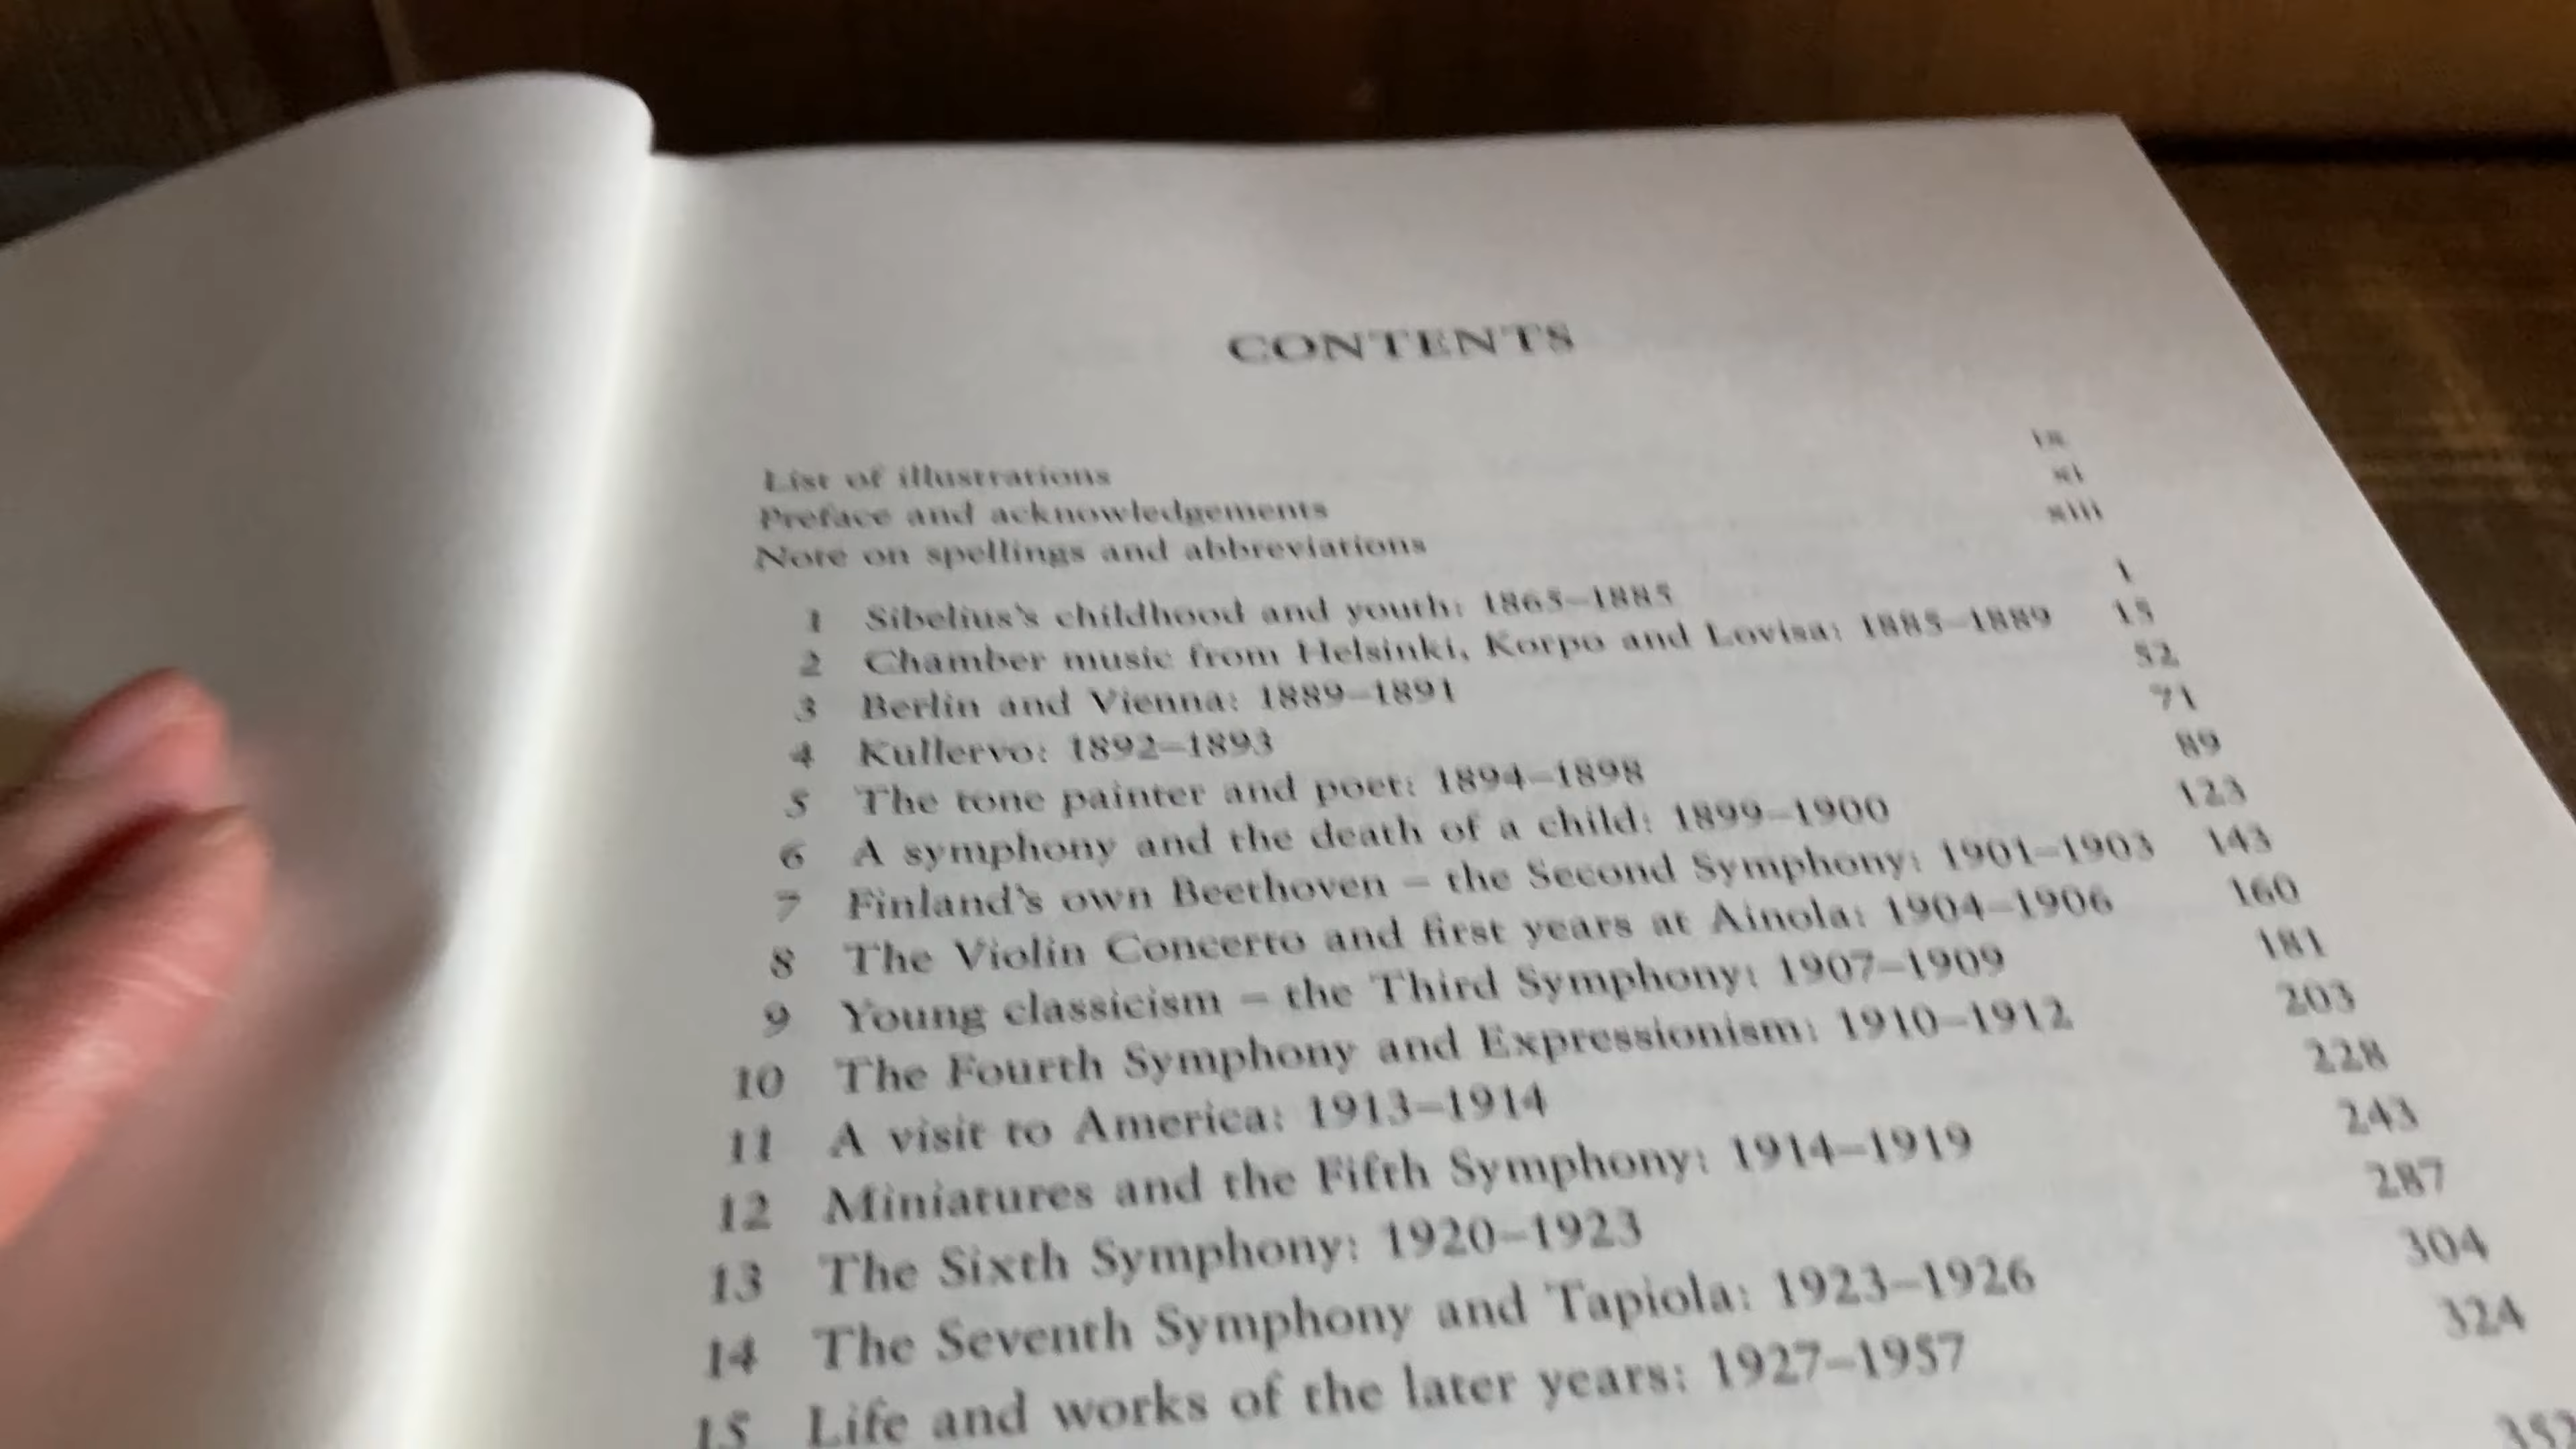 CONTENTS
List of illustrations ix
Preface and acknowledgements xi
Note on spellings and abbreviations xiii
1 Sibelius's childhood and youth: 1865–1885 1
2 Chamber music from Helsinki, Korpo and Lovisa: 1885–1889 15
3 Berlin and Vienna: 1889–1891 52
4 Kullervo: 1892–1893 71
5 The tone painter and poet: 1894–1898 89
6 A symphony and the death of a child: 1899–1900 123
7 Finland's own Beethoven – the Second Symphony: 1901–1903 143
8 The Violin Concerto and first years at Ainola: 1904–1906 160
9 Young classicism – the Third Symphony: 1907–1909 181
10 The Fourth Symphony and Expressionism: 1910–1912 203
11 A visit to America: 1913–1914 228
12 Miniatures and the Fifth Symphony: 1914–1919 243
13 The Sixth Symphony: 1920–1923 287
14 The Seventh Symphony and Tapiola: 1923–1926 304
15 Life and works of the later years: 1927–1957 324
352